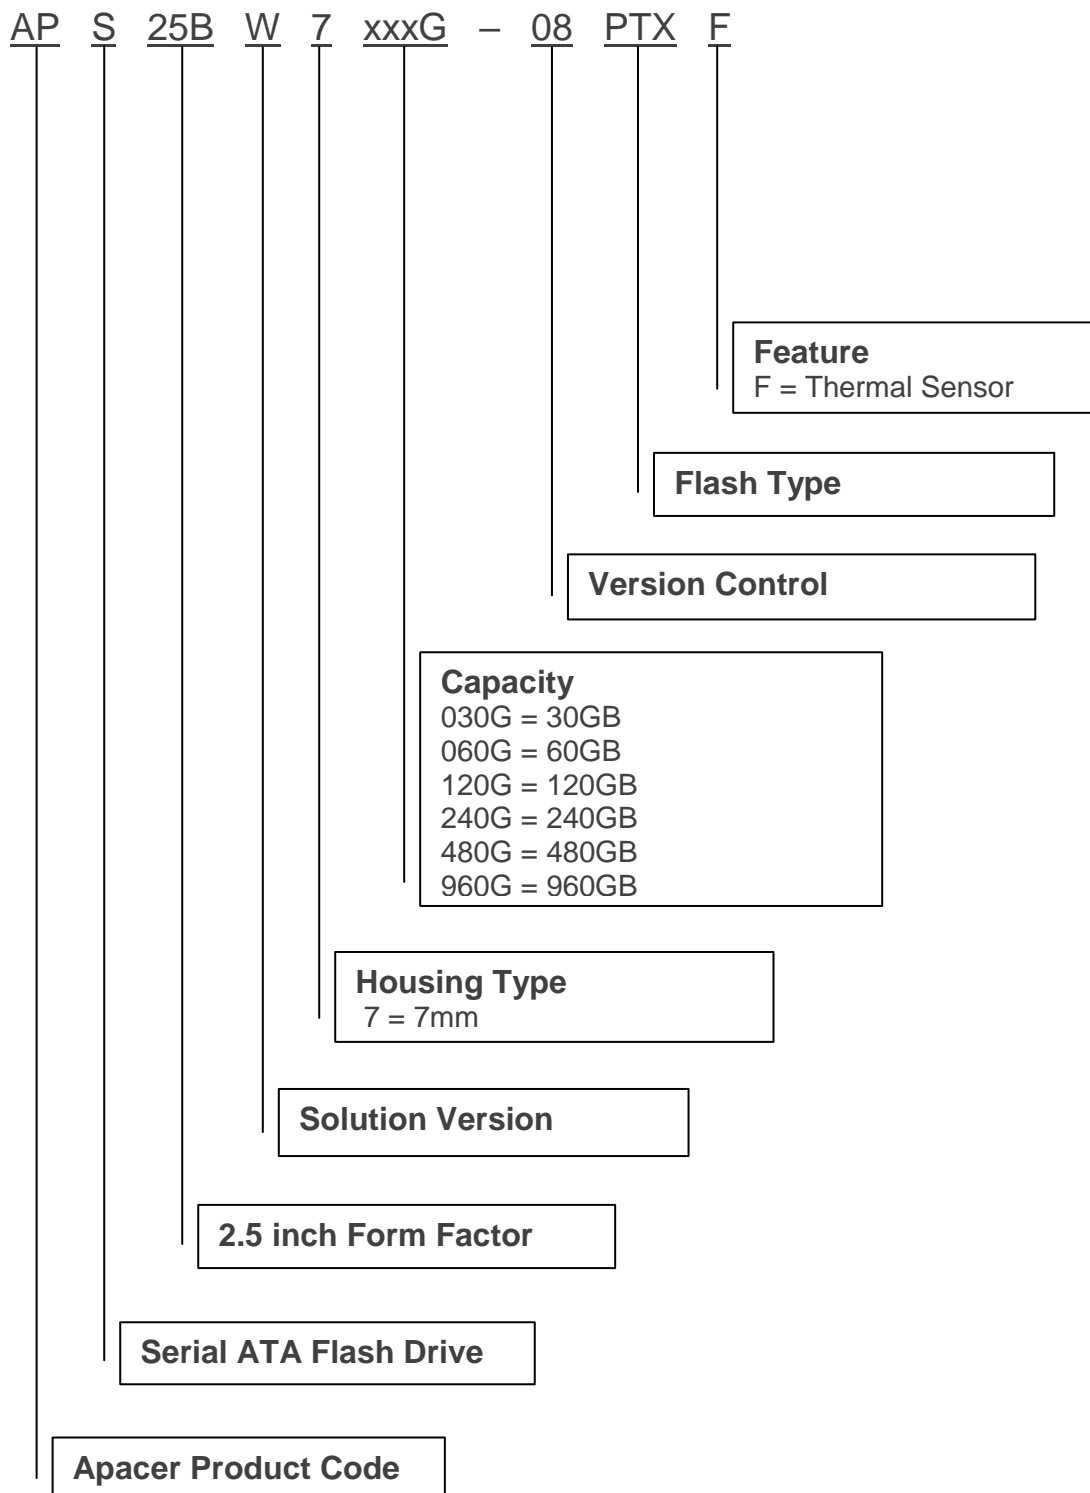 AP S 25B W 7 xxxG – 08 PTX F
Feature
F = Thermal Sensor
Flash Type
Version Control
Capacity
030G = 30GB
060G = 60GB
120G = 120GB
240G = 240GB
480G = 480GB
960G = 960GB
Housing Type
7 = 7mm
Solution Version
2.5 inch Form Factor
Serial ATA Flash Drive
Apacer Product Code